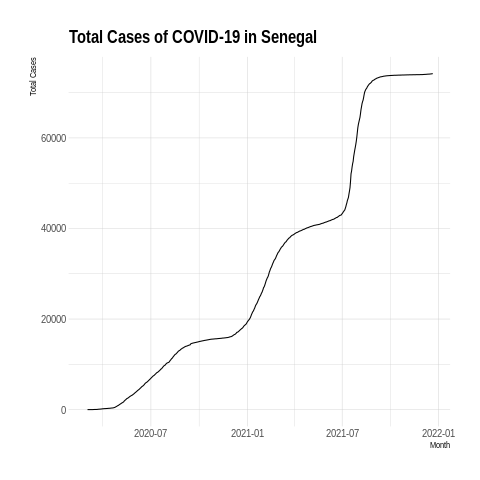 Total Cases of COVID-19 in Senegal
Total Cases
60000
40000
20000
0
2020-07 2021-01 2021-07 2022-01
Month